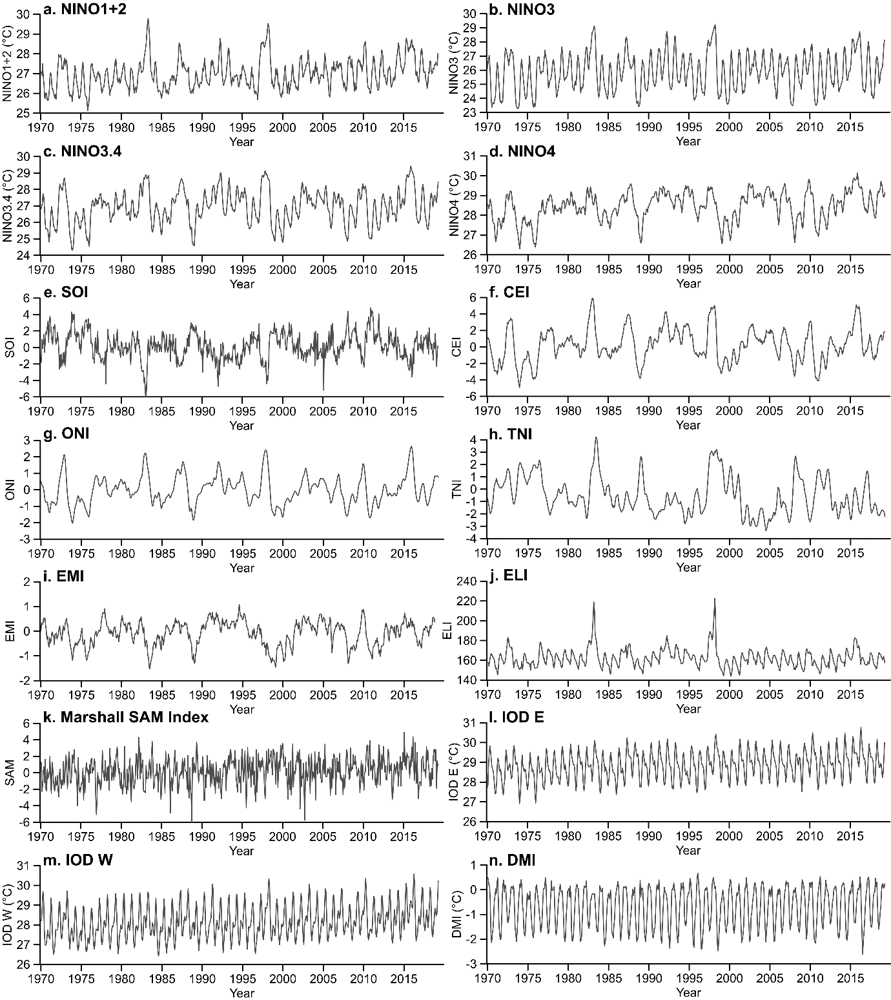 a. NINO1+2
NINO1+2 (°C)
30
29
28
27
26
25
1970 1975 1980 1985 1990 1995 2000 2005 2010 2015
Year
b. NINO3
NINO3 (°C)
30
29
28
27
26
25
24
23
1970 1975 1980 1985 1990 1995 2000 2005 2010 2015
Year
c. NINO3.4
NINO3.4 (°C)
30
29
28
27
26
25
24
1970 1975 1980 1985 1990 1995 2000 2005 2010 2015
Year
d. NINO4
NINO4 (°C)
31
30
29
28
27
26
1970 1975 1980 1985 1990 1995 2000 2005 2010 2015
Year
e. SOI
SOI
6
4
2
0
-2
-4
-6
1970 1975 1980 1985 1990 1995 2000 2005 2010 2015
Year
f. CEI
CEI
6
4
2
0
-2
-4
-6
1970 1975 1980 1985 1990 1995 2000 2005 2010 2015
Year
g. ONI
ONI
3
2
1
0
-1
-2
-3
1970 1975 1980 1985 1990 1995 2000 2005 2010 2015
Year
h. TNI
TNI
4
3
2
1
0
-1
-2
-3
-4
1970 1975 1980 1985 1990 1995 2000 2005 2010 2015
Year
i. EMI
EMI
2
1
0
-1
-2
1970 1975 1980 1985 1990 1995 2000 2005 2010 2015
Year
j. ELI
ELI
240
220
200
180
160
140
1970 1975 1980 1985 1990 1995 2000 2005 2010 2015
Year
k. Marshall SAM Index
SAM
6
4
2
0
-2
-4
-6
1970 1975 1980 1985 1990 1995 2000 2005 2010 2015
Year
l. IOD E
IOD E (°C)
31
30
29
28
27
26
1970 1975 1980 1985 1990 1995 2000 2005 2010 2015
Year
m. IOD W
IOD W (°C)
31
30
29
28
27
26
1970 1975 1980 1985 1990 1995 2000 2005 2010 2015
Year
n. DMI
DMI (°C)
1
0
-1
-2
-3
1970 1975 1980 1985 1990 1995 2000 2005 2010 2015
Year